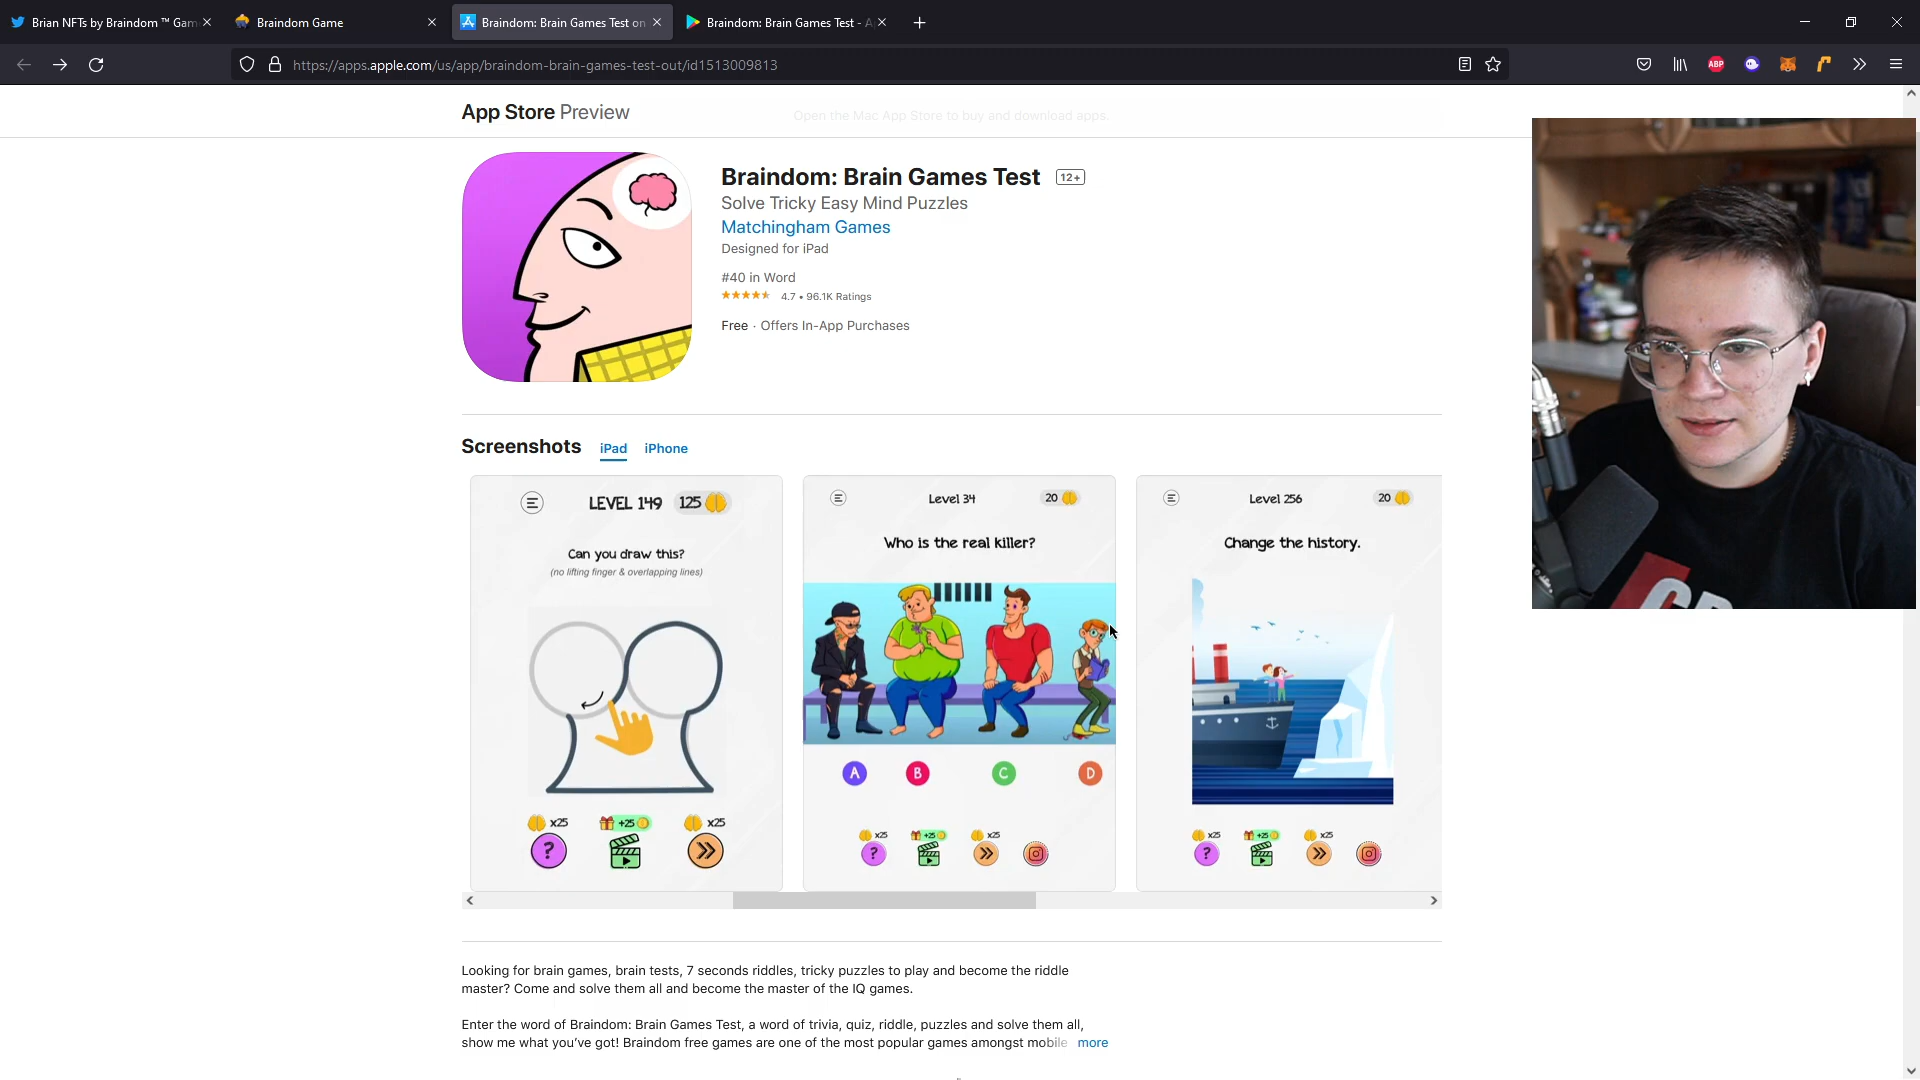 Brian NFTs by Braindom ™ Gam
Braindom Game
Braindom: Brain Games Test on
Braindom: Brain Games Test - A
https://apps.apple.com/us/app/braindom-brain-games-test-out/id1513009813
ABP
App Store Preview
Open the Mac App Store to buy and download apps.
Braindom: Brain Games Test 12+
Solve Tricky Easy Mind Puzzles
Matchingham Games
Designed for iPad
#40 in Word
4.7 • 96.1K Ratings
Free · Offers In-App Purchases
Screenshots iPad iPhone
LEVEL 149 125
Can you draw this?
(no lifting finger & overlapping lines)
x25 +25 x25
?
Level 34 20
Who is the real killer?
A B C D
x25 +25 x25
?
Level 256 20
Change the history.
x25 +25 x25
?
Looking for brain games, brain tests, 7 seconds riddles, tricky puzzles to play and become the riddle
master? Come and solve them all and become the master of the IQ games.
Enter the word of Braindom: Brain Games Test, a word of trivia, quiz, riddle, puzzles and solve them all,
show me what you've got! Braindom free games are one of the most popular games amongst mobile more